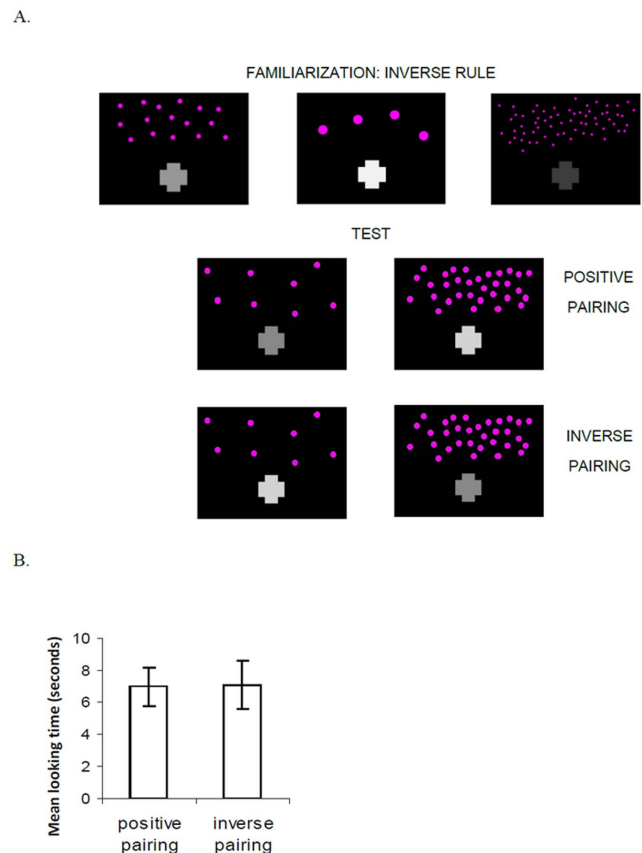 A.
FAMILIARIZATION: INVERSE RULE
TEST
POSITIVE
PAIRING
INVERSE
PAIRING
B.
Mean looking time (seconds)
10
8
6
4
2
0
positive
pairing
inverse
pairing